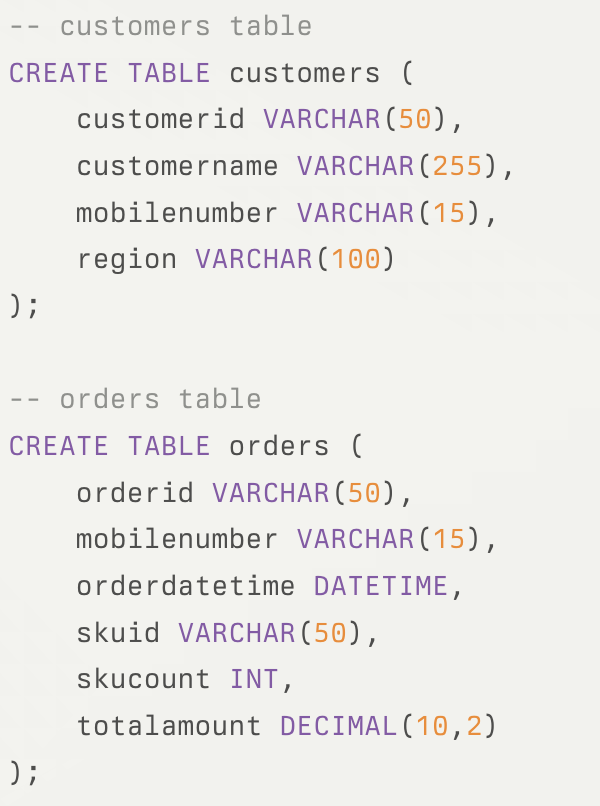 -- customers table
CREATE TABLE customers (
    customerid VARCHAR(50),
    customername VARCHAR(255),
    mobilenumber VARCHAR(15),
    region VARCHAR(100)
);

-- orders table
CREATE TABLE orders (
    orderid VARCHAR(50),
    mobilenumber VARCHAR(15),
    orderdatetime DATETIME,
    skuid VARCHAR(50),
    skucount INT,
    totalamount DECIMAL(10,2)
);